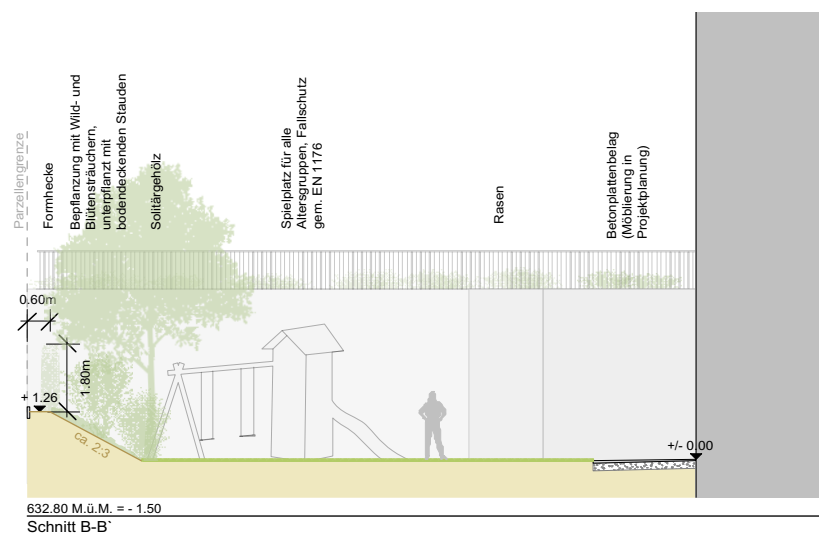 Parzellengrenze
Formhecke
Bepflanzung mit Wild- und
Blütensträuchern,
unterpflanzt mit
bodendeckenden Stauden
Solitärgehölz
Spielplatz für alle
Altersgruppen, Fallschutz
gem. EN 1176
Rasen
Betonplattenbelag
(Möblierung in
Projektplanung)
0.60m
1.80m
+ 1.26
ca. 2:3
+/- 0.00
632.80 M.ü.M. = - 1.50
Schnitt B-B`